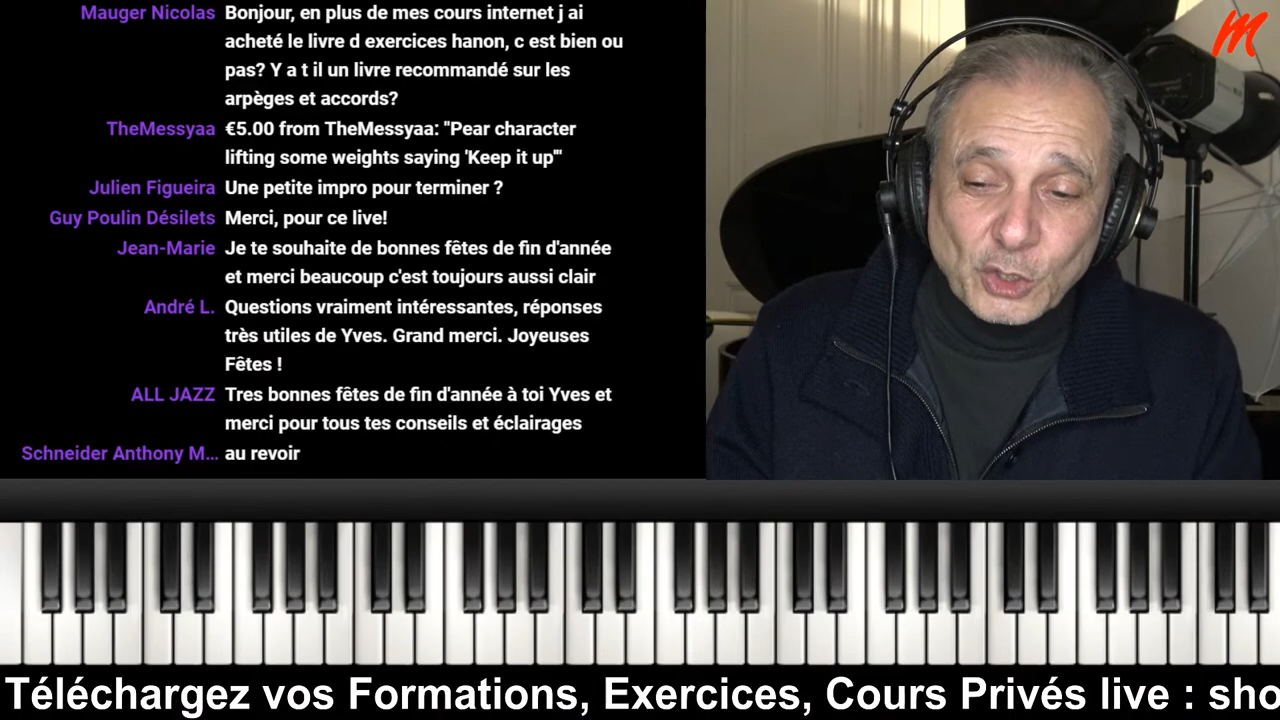 Mauger Nicolas Bonjour, en plus de mes cours internet j ai
acheté le livre d exercices hanon, c est bien ou
pas? Y a t il un livre recommandé sur les
arpèges et accords?
TheMessyaa €5.00 from TheMessyaa: "Pear character
lifting some weights saying 'Keep it up'"
Julien Figueira Une petite impro pour terminer ?
Guy Poulin Désilets Merci, pour ce live!
Jean-Marie Je te souhaite de bonnes fêtes de fin d'année
et merci beaucoup c'est toujours aussi clair
André L. Questions vraiment intéressantes, réponses
très utiles de Yves. Grand merci. Joyeuses
Fêtes !
ALL JAZZ Tres bonnes fêtes de fin d'année à toi Yves et
merci pour tous tes conseils et éclairages
Schneider Anthony M... au revoir
Téléchargez vos Formations, Exercices, Cours Privés live : sho
M